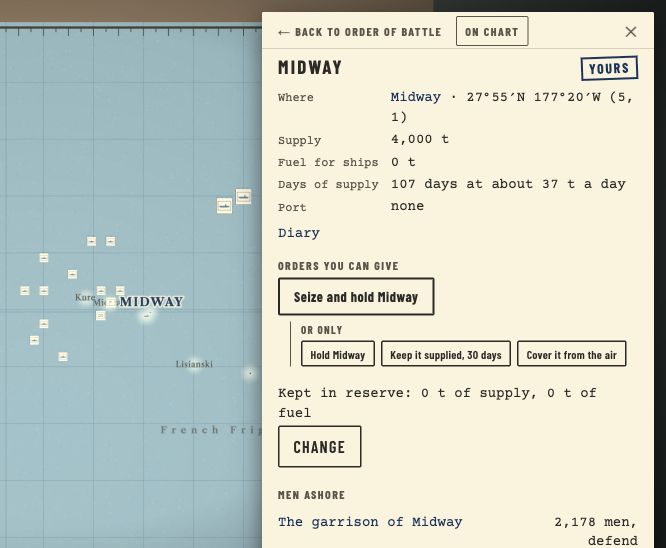 ← BACK TO ORDER OF BATTLE
ON CHART
×
MIDWAY
YOURS
Where Midway · 27°55′N 177°20′W (5,
1)
Supply 4,000 t
Fuel for ships 0 t
Days of supply 107 days at about 37 t a day
Port none
Diary
ORDERS YOU CAN GIVE
Seize and hold Midway
OR ONLY
Hold Midway
Keep it supplied, 30 days
Cover it from the air
Kept in reserve: 0 t of supply, 0 t of
fuel
CHANGE
MEN ASHORE
The garrison of Midway 2,178 men,
defend
Kure
MIDWAY
Lisianski
French Frig